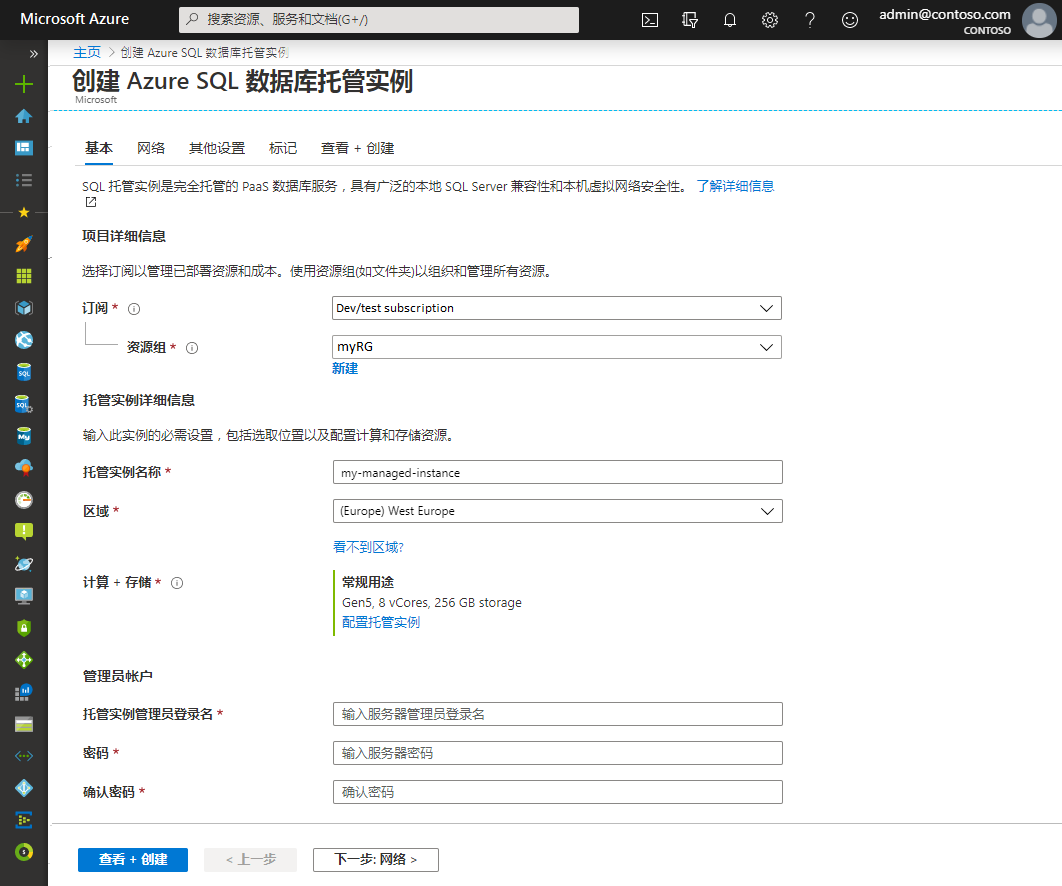 Microsoft Azure
搜索资源、服务和文档(G+/)
admin@contoso.com
CONTOSO
主页 > 创建 Azure SQL 数据库托管实例
创建 Azure SQL 数据库托管实例
Microsoft
基本 网络 其他设置 标记 查看 + 创建
SQL 托管实例是完全托管的 PaaS 数据库服务，具有广泛的本地 SQL Server 兼容性和本机虚拟网络安全性。 了解详细信息
项目详细信息
选择订阅以管理已部署资源和成本。使用资源组(如文件夹)以组织和管理所有资源。
订阅 * Dev/test subscription
资源组 * myRG
新建
托管实例详细信息
输入此实例的必需设置，包括选取位置以及配置计算和存储资源。
托管实例名称 * my-managed-instance
区域 * (Europe) West Europe
看不到区域?
计算 + 存储 * 常规用途
Gen5, 8 vCores, 256 GB storage
配置托管实例
管理员帐户
托管实例管理员登录名 * 输入服务器管理员登录名
密码 * 输入服务器密码
确认密码 * 确认密码
查看 + 创建 < 上一步 下一步: 网络 >